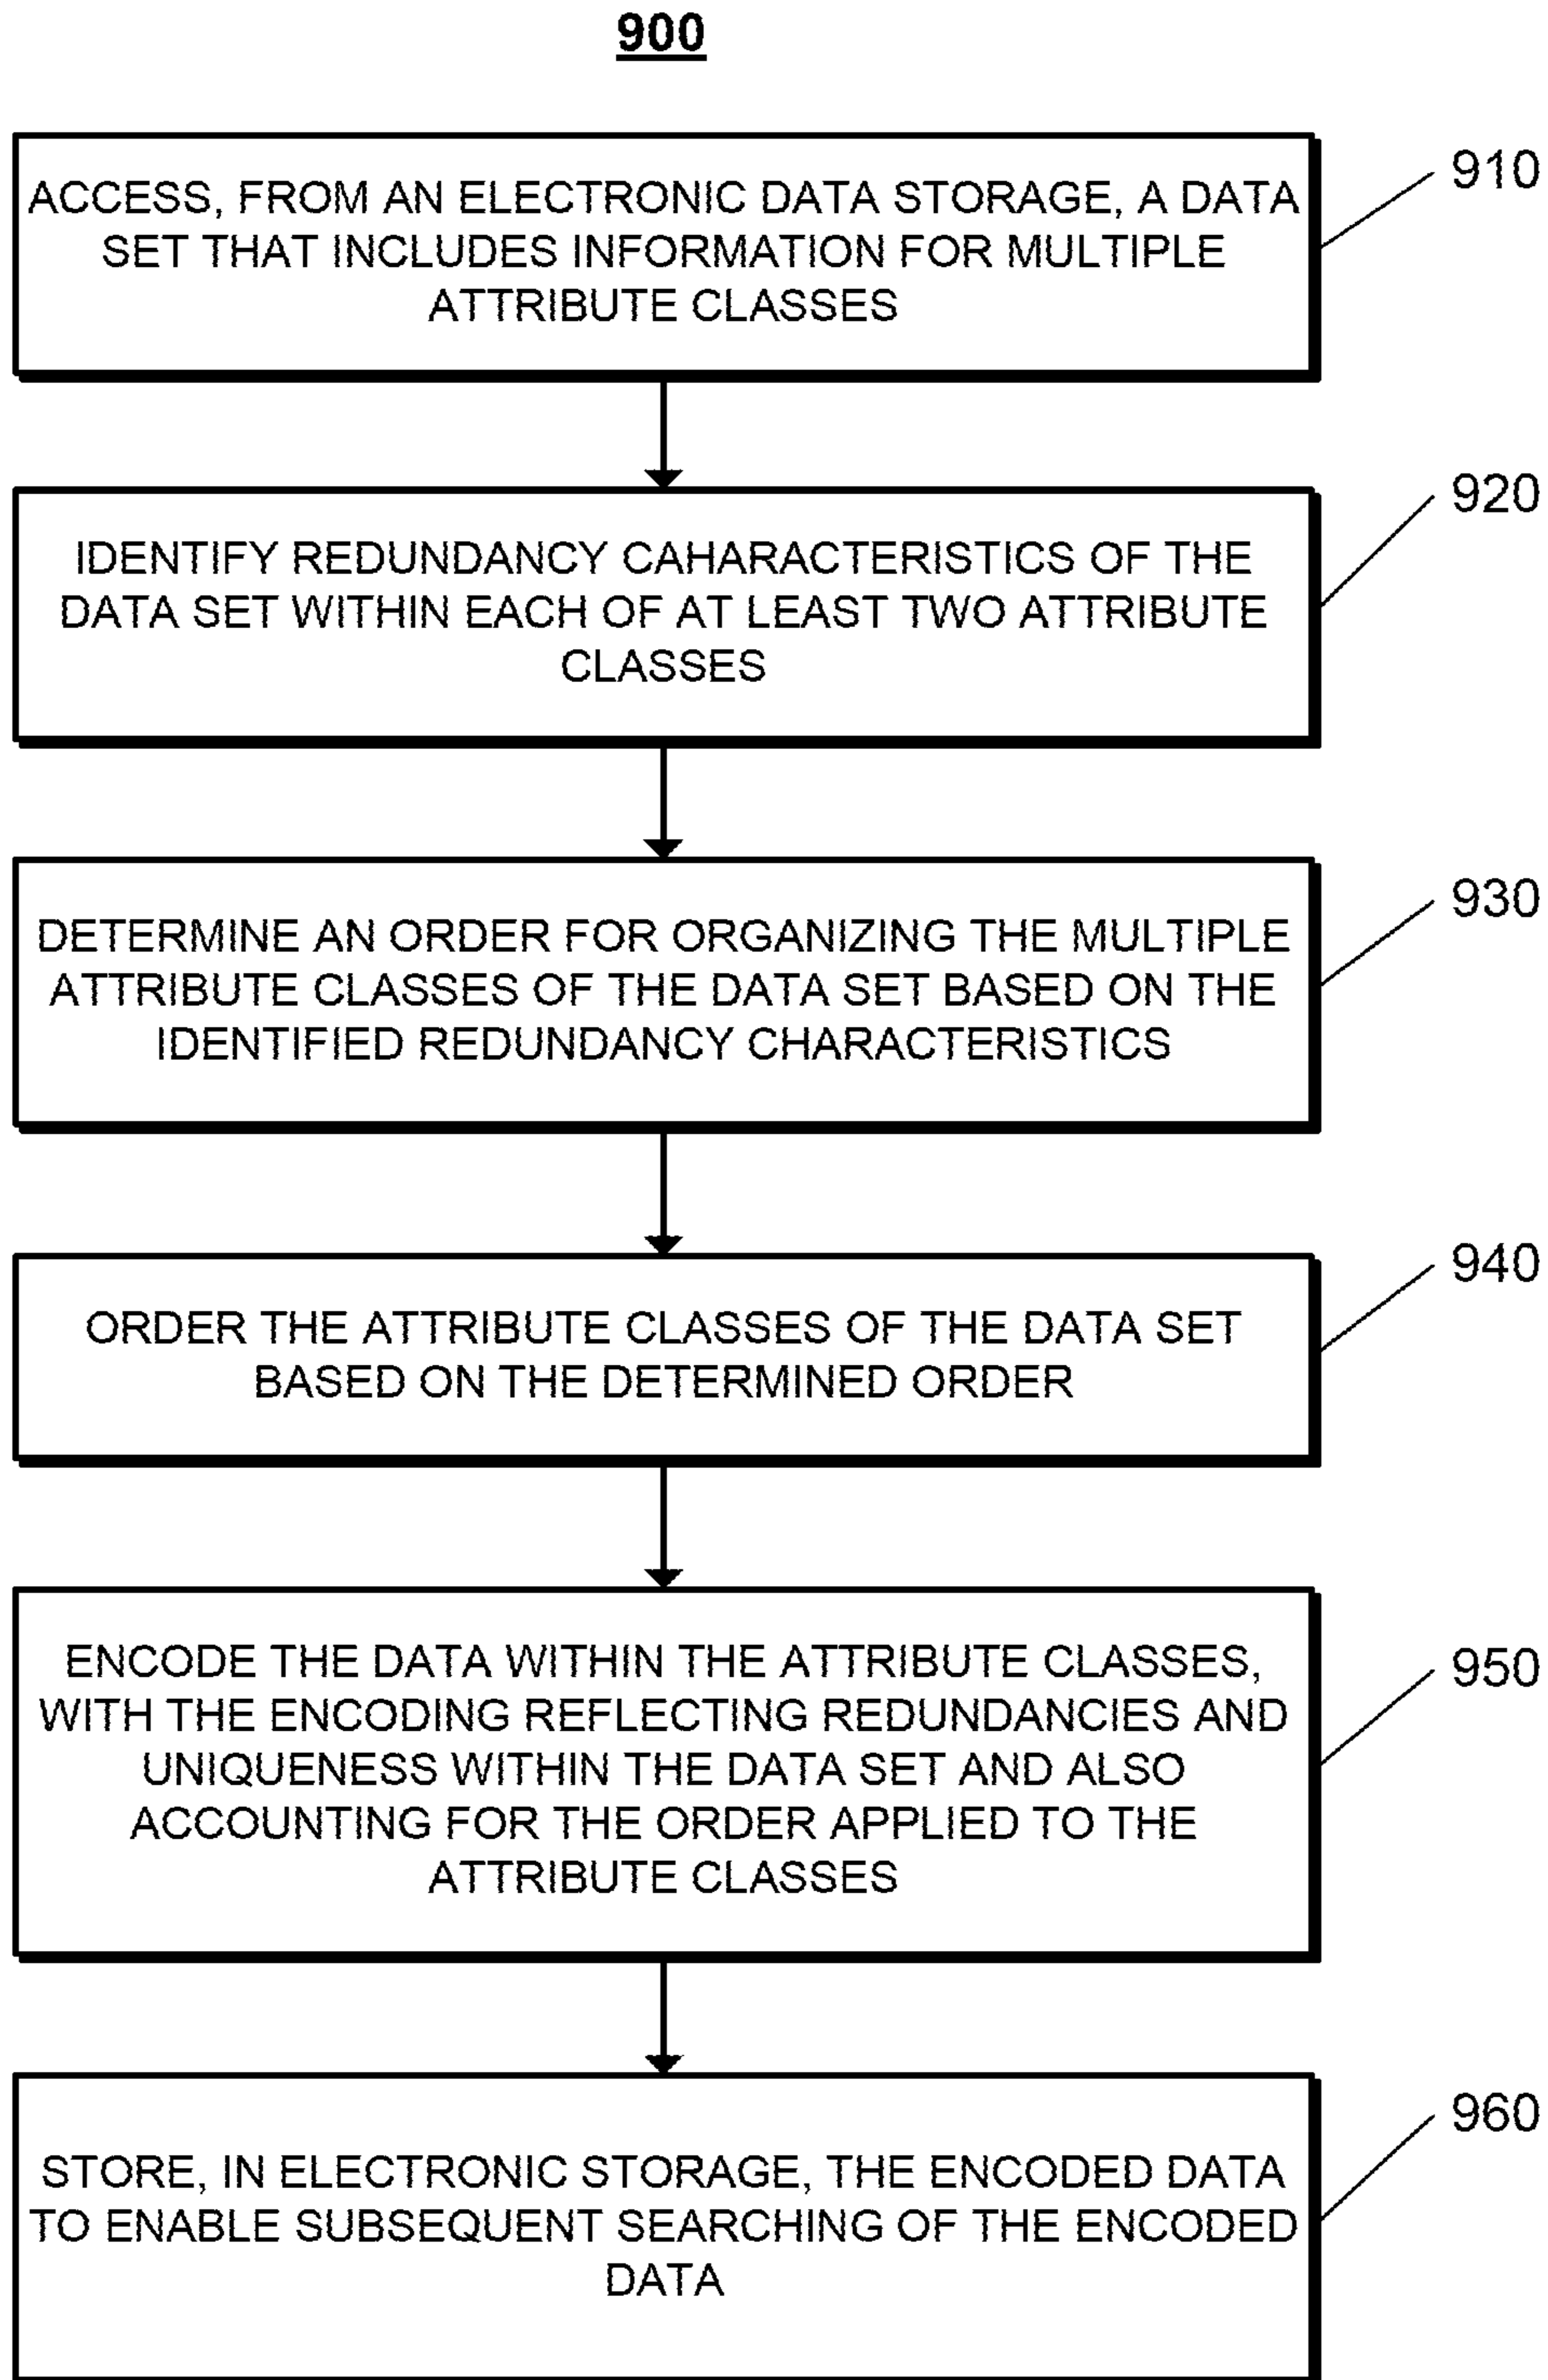 900
ACCESS, FROM AN ELECTRONIC DATA STORAGE, A DATA
SET THAT INCLUDES INFORMATION FOR MULTIPLE
ATTRIBUTE CLASSES
910
IDENTIFY REDUNDANCY CAHARACTERISTICS OF THE
DATA SET WITHIN EACH OF AT LEAST TWO ATTRIBUTE
CLASSES
920
DETERMINE AN ORDER FOR ORGANIZING THE MULTIPLE
ATTRIBUTE CLASSES OF THE DATA SET BASED ON THE
IDENTIFIED REDUNDANCY CHARACTERISTICS
930
ORDER THE ATTRIBUTE CLASSES OF THE DATA SET
BASED ON THE DETERMINED ORDER
940
ENCODE THE DATA WITHIN THE ATTRIBUTE CLASSES,
WITH THE ENCODING REFLECTING REDUNDANCIES AND
UNIQUENESS WITHIN THE DATA SET AND ALSO
ACCOUNTING FOR THE ORDER APPLIED TO THE
ATTRIBUTE CLASSES
950
STORE, IN ELECTRONIC STORAGE, THE ENCODED DATA
TO ENABLE SUBSEQUENT SEARCHING OF THE ENCODED
DATA
960